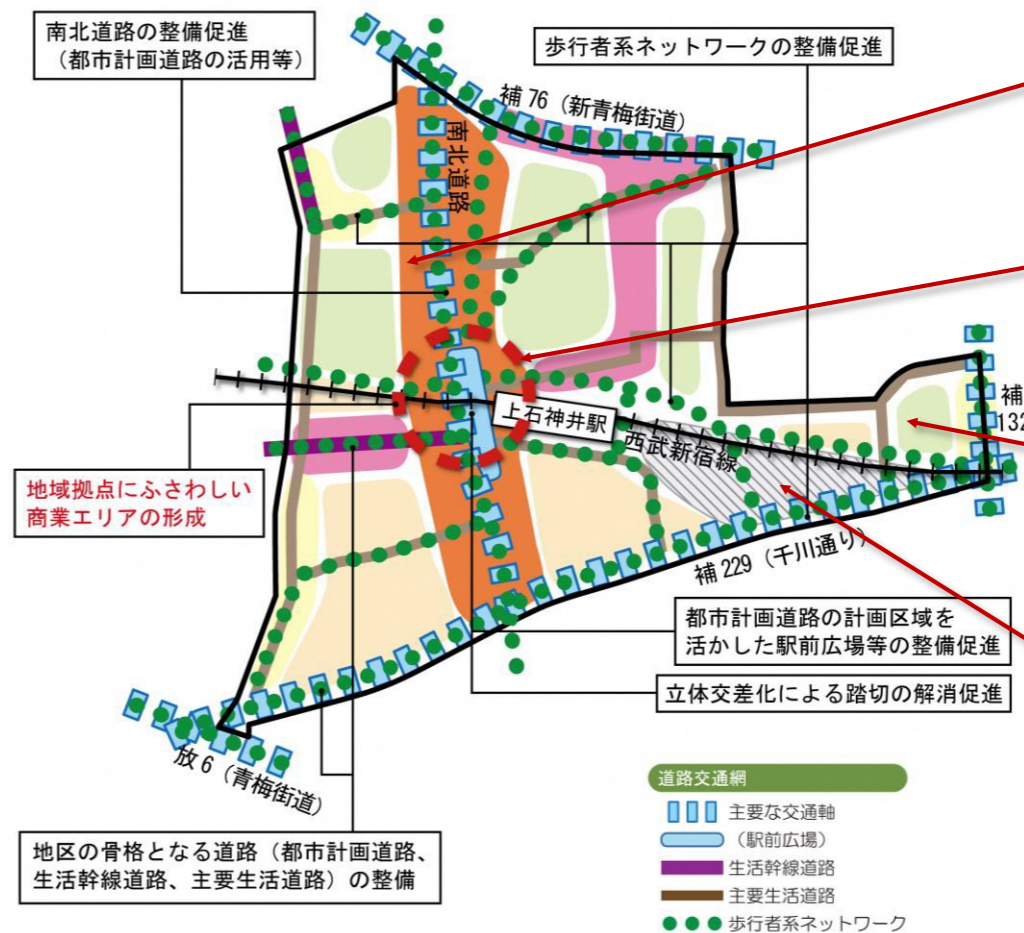 南北道路の整備促進
（都市計画道路の活用等）
歩行者系ネットワークの整備促進
補 76（新青梅街道）
南北道路
上石神井駅
西武新宿線
補
132
地域拠点にふさわしい
商業エリアの形成
補 229（千川通り）
都市計画道路の計画区域を
活かした駅前広場等の整備促進
立体交差化による踏切の解消促進
放 6（青梅街道）
地区の骨格となる道路（都市計画道路、
生活幹線道路、主要生活道路）の整備
道路交通網
主要な交通軸
（駅前広場）
生活幹線道路
主要生活道路
歩行者系ネットワーク